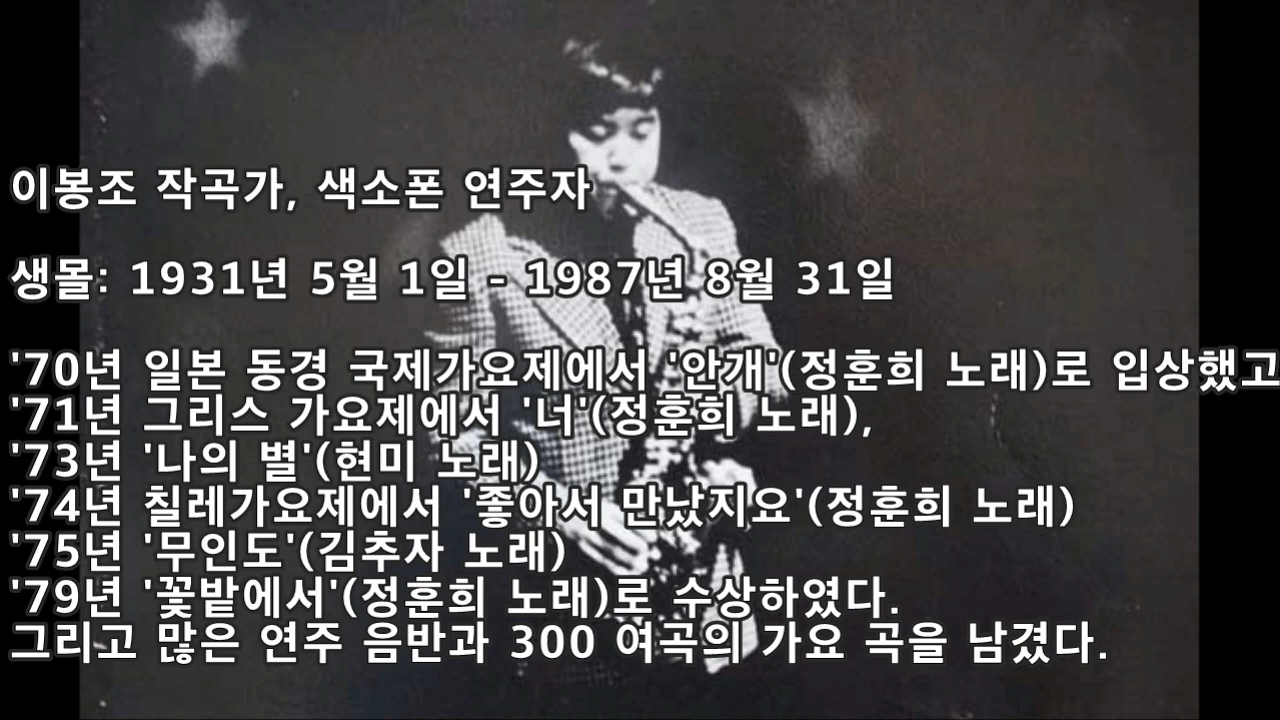 이봉조 작곡가, 색소폰 연주자
생몰: 1931년 5월 1일 - 1987년 8월 31일
'70년 일본 동경 국제가요제에서 '안개'(정훈희 노래)로 입상했고
'71년 그리스 가요제에서 '너'(정훈희 노래),
'73년 '나의 별'(현미 노래)
'74년 칠레가요제에서 '좋아서 만났지요'(정훈희 노래)
'75년 '무인도'(김추자 노래)
'79년 '꽃밭에서'(정훈희 노래)로 수상하였다.
그리고 많은 연주 음반과 300 여곡의 가요 곡을 남겼다.